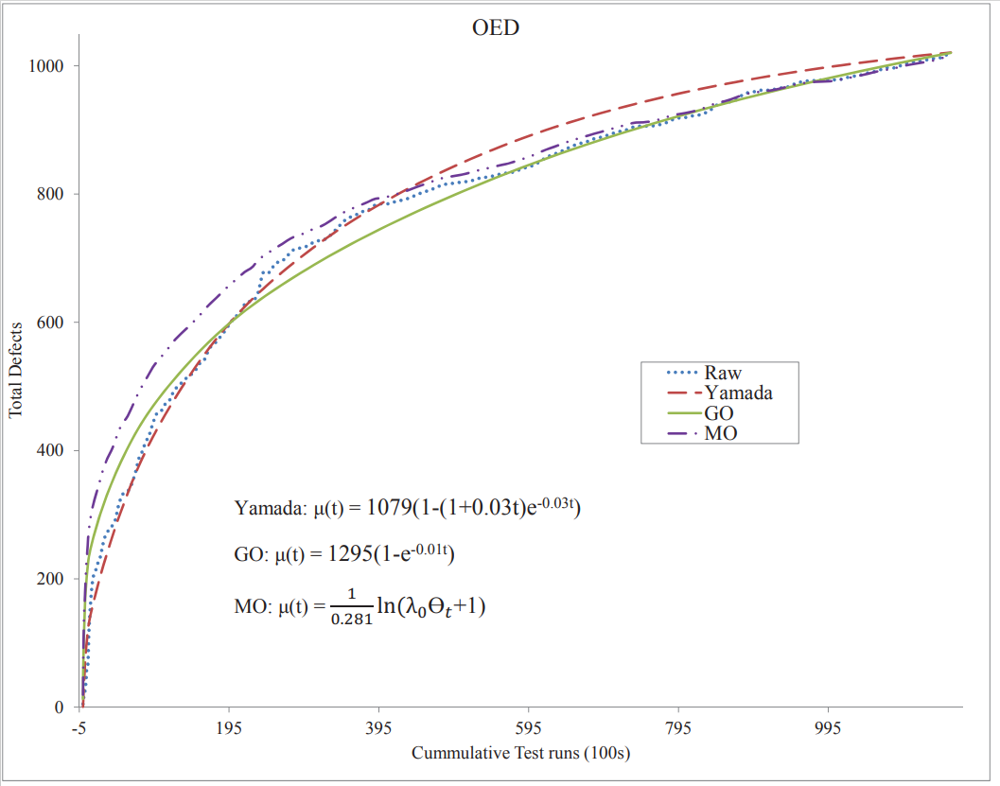 OED
1000
800
600
400
200
0
Total Defects
-5
195
395
595
795
995
Cummulative Test runs (100s)
Raw
Yamada
GO
MO
Yamada: μ(t) = 1079(1-(1+0.03t)e^-0.03t)
GO: μ(t) = 1295(1-e^-0.01t)
MO: μ(t) = 1/0.281 ln(λ₀Ɵₜ+1)